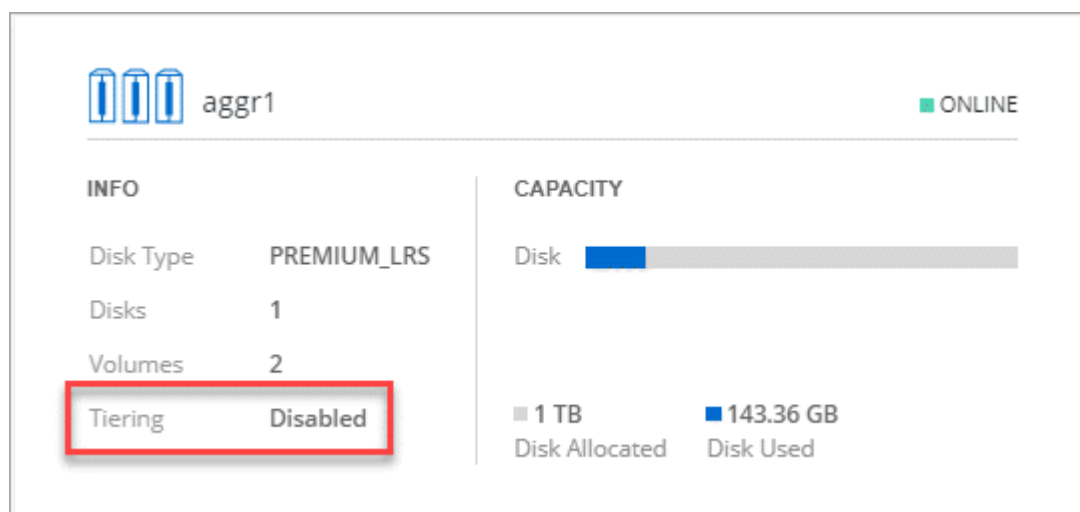 aggr1
ONLINE
INFO
Disk Type PREMIUM_LRS
Disks 1
Volumes 2
Tiering Disabled
CAPACITY
Disk
1 TB
Disk Allocated
143.36 GB
Disk Used